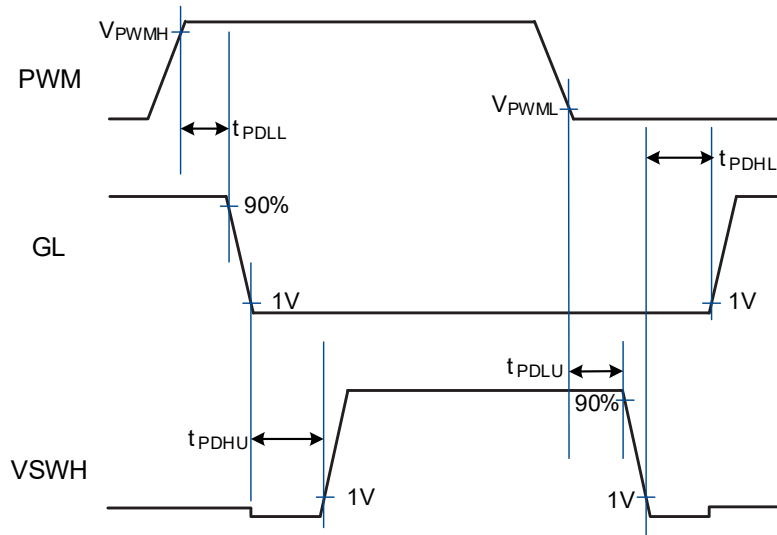 VPWMH
PWM
VPWML
tPDLL
tPDHL
90%
GL
1V
1V
tPDLU
90%
tPDHU
VSWH
1V
1V